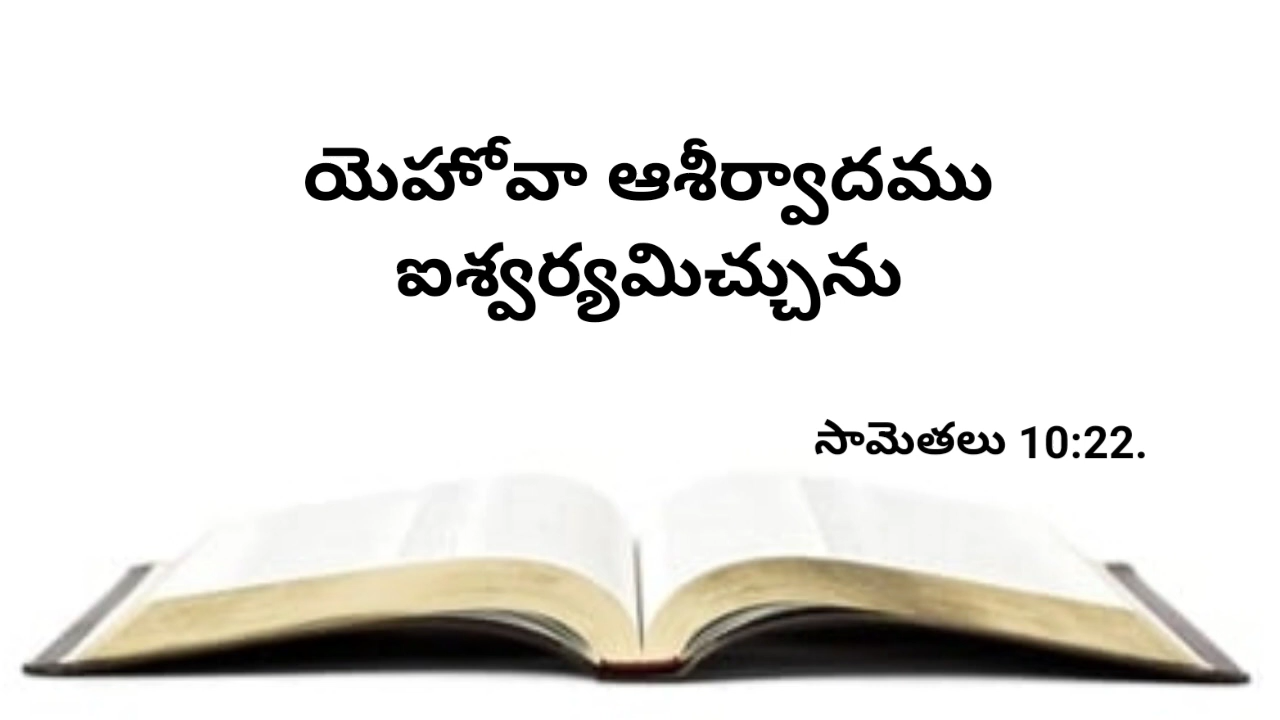 యెహోవా ఆశీర్వాదము
ఐశ్వర్యమిచ్చును
సామెతలు 10:22.